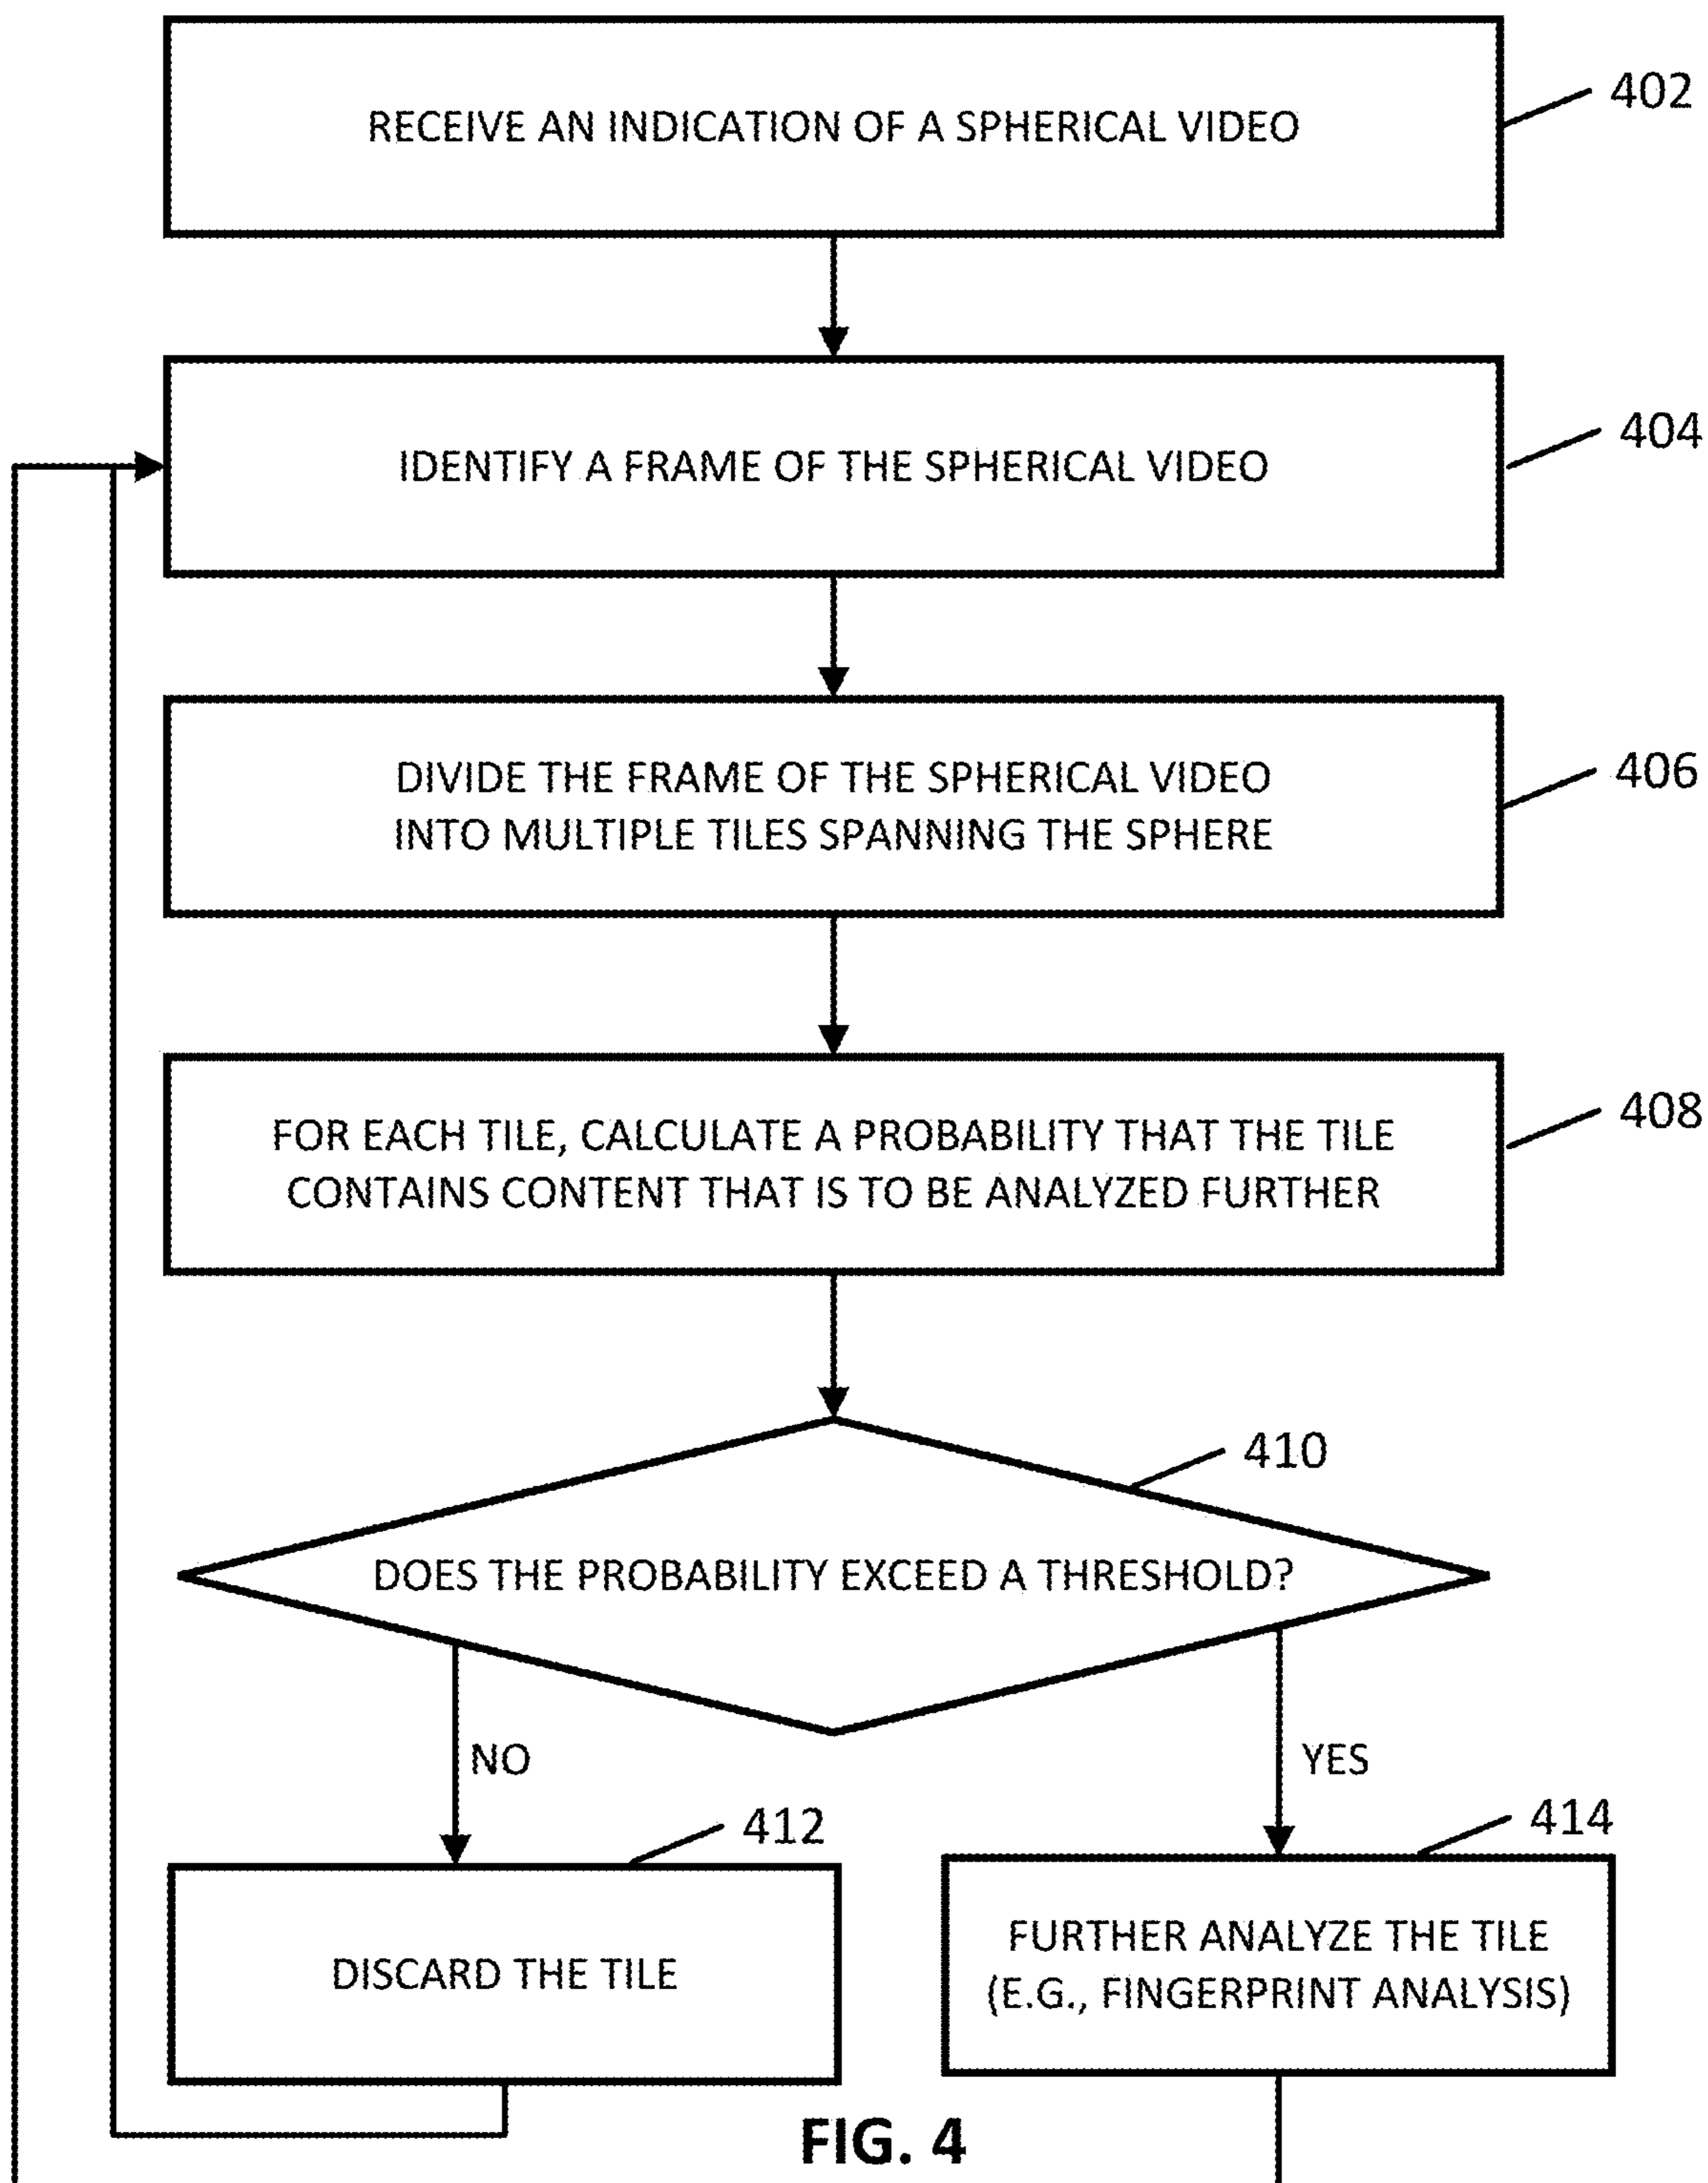 RECEIVE AN INDICATION OF A SPHERICAL VIDEO
402
IDENTIFY A FRAME OF THE SPHERICAL VIDEO
404
DIVIDE THE FRAME OF THE SPHERICAL VIDEO
INTO MULTIPLE TILES SPANNING THE SPHERE
406
FOR EACH TILE, CALCULATE A PROBABILITY THAT THE TILE
CONTAINS CONTENT THAT IS TO BE ANALYZED FURTHER
408
410
DOES THE PROBABILITY EXCEED A THRESHOLD?
NO
YES
412
DISCARD THE TILE
414
FURTHER ANALYZE THE TILE
(E.G., FINGERPRINT ANALYSIS)
FIG. 4